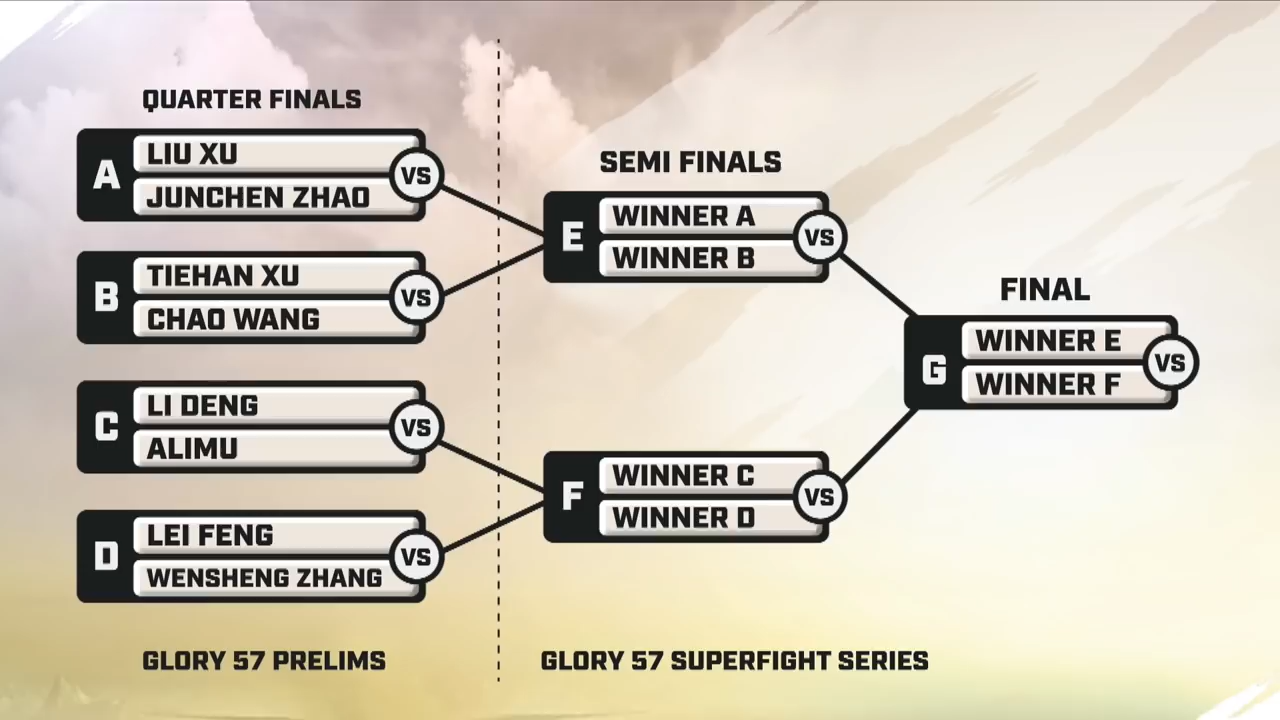 QUARTER FINALS
A
LIU XU
JUNCHEN ZHAO
VS
B
TIEHAN XU
CHAO WANG
VS
C
LI DENG
ALIMU
VS
D
LEI FENG
WENSHENG ZHANG
VS
GLORY 57 PRELIMS
SEMI FINALS
E
WINNER A
WINNER B
VS
F
WINNER C
WINNER D
VS
GLORY 57 SUPERFIGHT SERIES
FINAL
G
WINNER E
WINNER F
VS